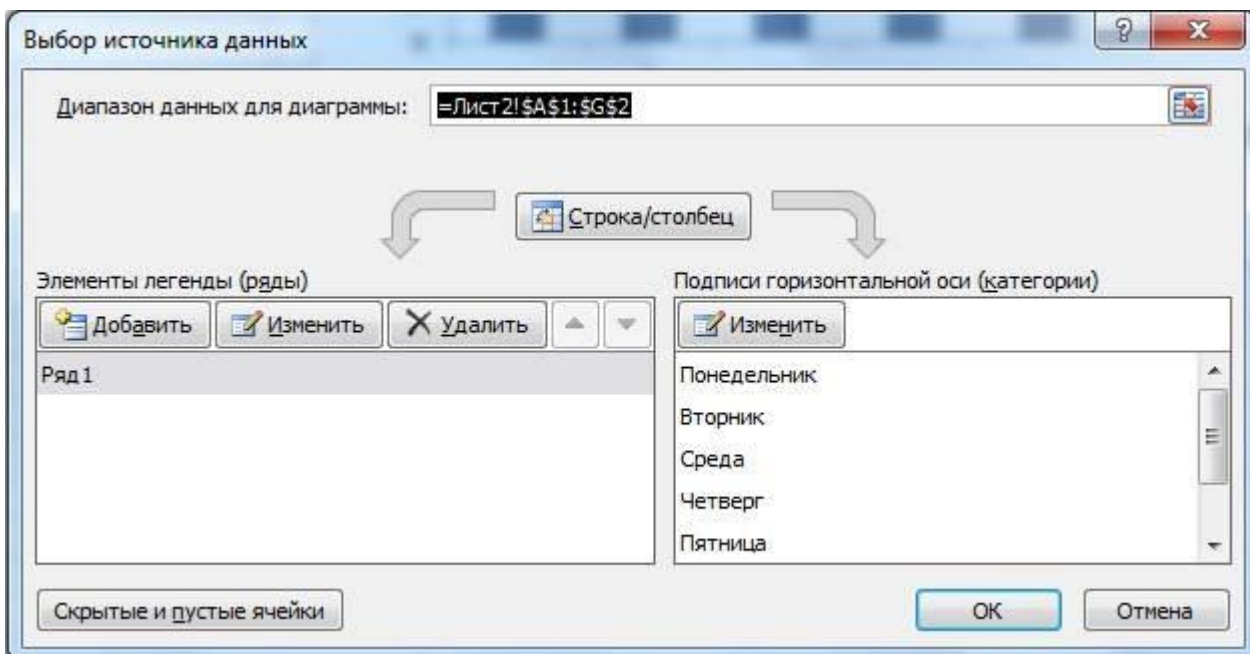 Выбор источника данных
Диапазон данных для диаграммы: =Лист2!$A$1:$G$2
Строка/столбец
Элементы легенды (ряды)
Подписи горизонтальной оси (категории)
Добавить Изменить Удалить
Изменить
Ряд1
Понедельник
Вторник
Среда
Четверг
Пятница
Скрытые и пустые ячейки
ОК Отмена